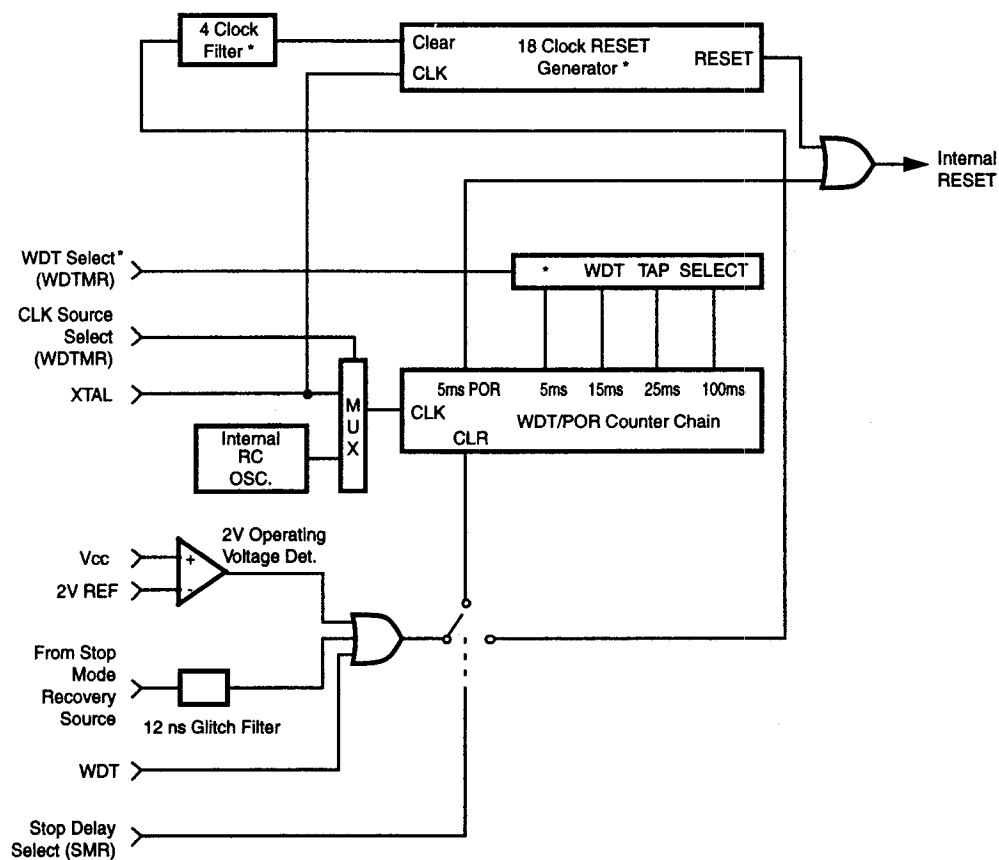 4 Clock
Filter *
Clear
CLK
18 Clock RESET
Generator *
RESET
Internal
RESET
WDT Select*
(WDTMR)
* WDT TAP SELECT
CLK Source
Select
(WDTMR)
XTAL
MUX
5ms POR 5ms 15ms 25ms 100ms
CLK
WDT/POR Counter Chain
CLR
Internal
RC
OSC.
2V Operating
Voltage Det.
Vcc
+
2V REF
-
From Stop
Mode
Recovery
Source
12 ns Glitch Filter
WDT
Stop Delay
Select (SMR)